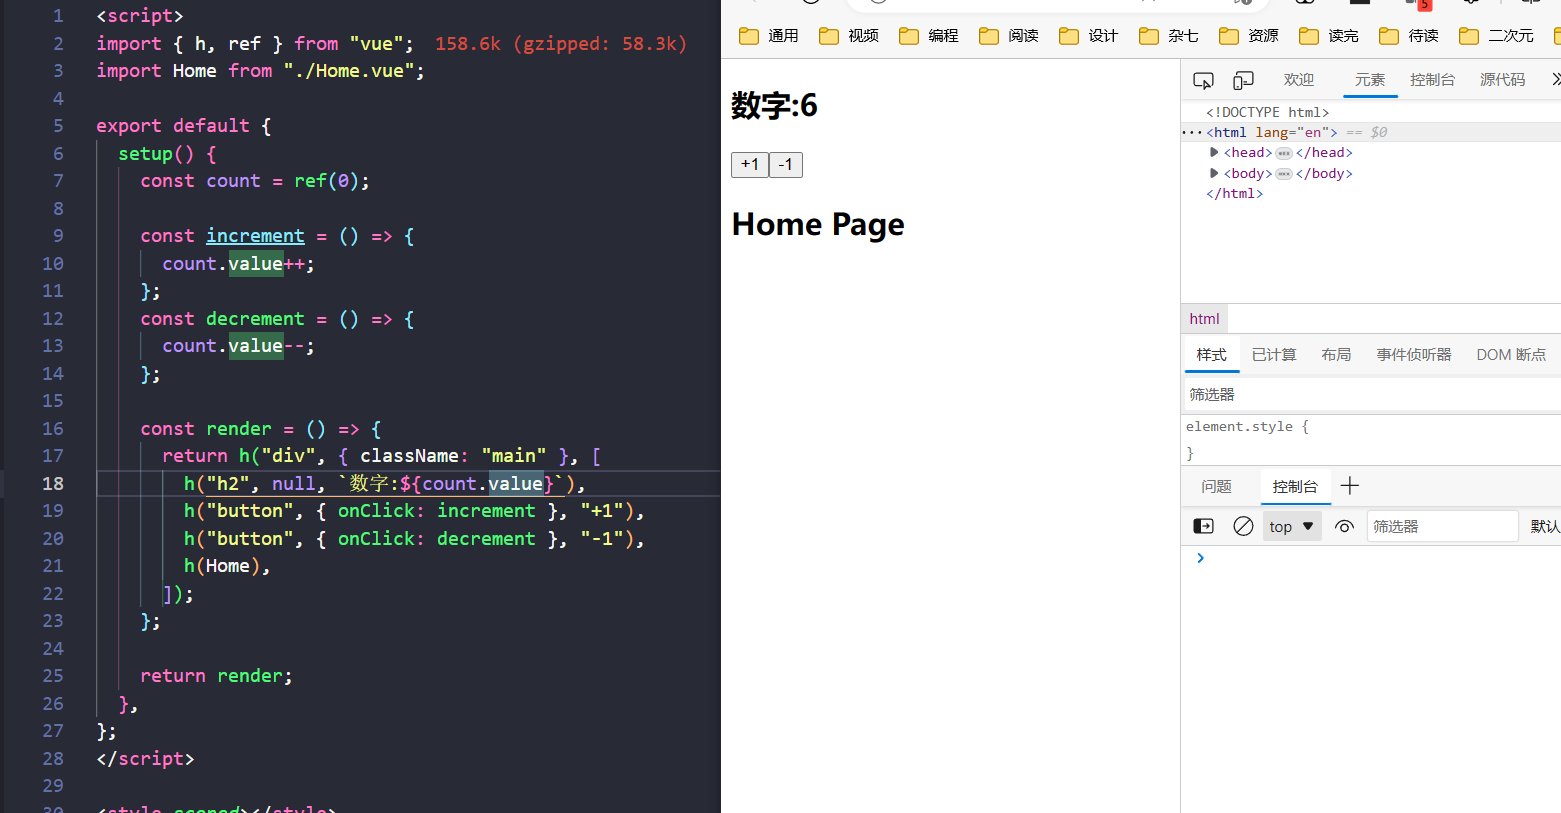 1 <script>
2 import { h, ref } from "vue"; 158.6k (gzipped: 58.3k)
3 import Home from "./Home.vue";
4
5 export default {
6 setup() {
7 const count = ref(0);
8
9 const increment = () => {
10 count.value++;
11 };
12 const decrement = () => {
13 count.value--;
14 };
15
16 const render = () => {
17 return h("div", { className: "main" }, [
18 h("h2", null, `数字:${count.value}`),
19 h("button", { onClick: increment }, "+1"),
20 h("button", { onClick: decrement }, "-1"),
21 h(Home),
22 ]);
23 };
24
25 return render;
26 },
27 };
28 </script>
29
30 <style scoped></style>
5
通用 视频 编程 阅读 设计 杂七 资源 读完 待读 二次元
数字:6
+1 -1
Home Page
欢迎 元素 控制台 源代码
<!DOCTYPE html>
<html lang="en"> == $0
<head> </head>
<body> </body>
</html>
html
样式 已计算 布局 事件侦听器 DOM 断点
筛选器
element.style {
}
问题 控制台
top 筛选器 默认